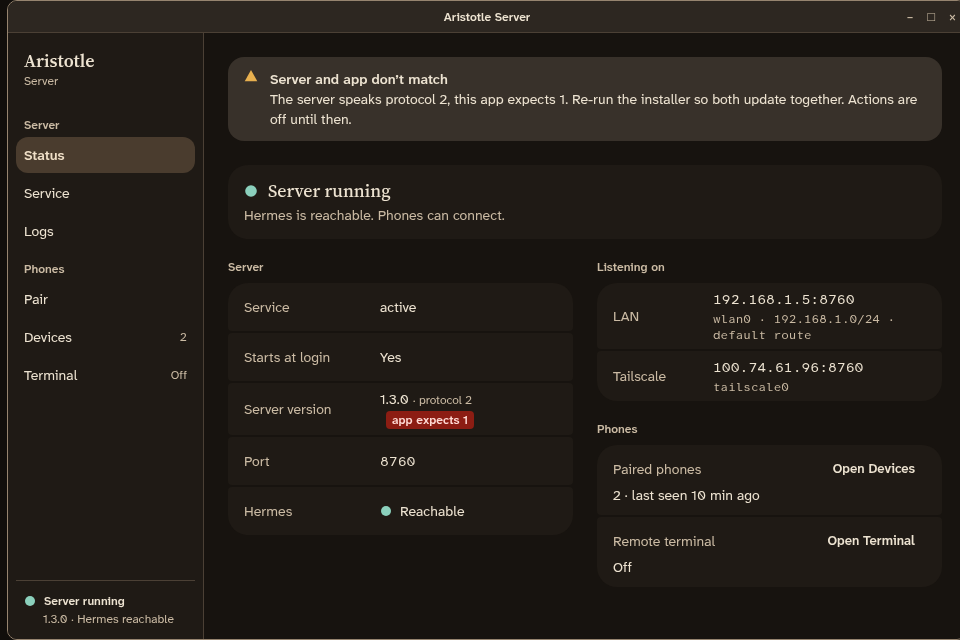 Aristotle Server
Aristotle
Server
Server
Status
Service
Logs
Phones
Pair
Devices 2
Terminal Off
Server running
1.3.0 · Hermes reachable
Server and app don't match
The server speaks protocol 2, this app expects 1. Re-run the installer so both update together. Actions are
off until then.
Server running
Hermes is reachable. Phones can connect.
Server
Service active
Starts at login Yes
Server version 1.3.0 · protocol 2
app expects 1
Port 8760
Hermes Reachable
Listening on
LAN 192.168.1.5:8760
wlan0 · 192.168.1.0/24 ·
default route
Tailscale 100.74.61.96:8760
tailscale0
Phones
Paired phones Open Devices
2 · last seen 10 min ago
Remote terminal Open Terminal
Off